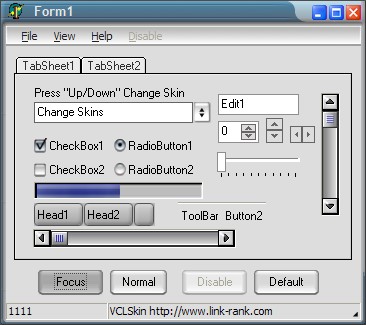 Form1
File View Help Disable
TabSheet1 TabSheet2
Press "Up/Down" Change Skin
Change Skins
Edit1
0
CheckBox1 RadioButton1
CheckBox2 RadioButton2
Head1 Head2
ToolBar Button2
Focus Normal Disable Default
1111 VCLSkin http://www.link-rank.com